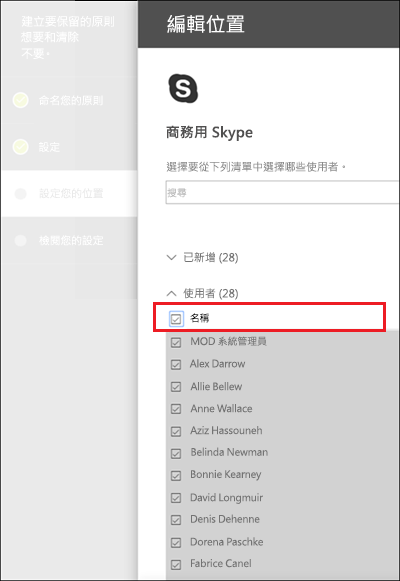 建立要保留的原則
想要和清除
不要。
命名您的原則
設定
設定您的位置
檢閱您的設定
編輯位置
商務用 Skype
選擇要從下列清單中選擇哪些使用者。
搜尋
已新增 (28)
使用者 (28)
名稱
MOD 系統管理員
Alex Darrow
Allie Bellew
Anne Wallace
Aziz Hassouneh
Belinda Newman
Bonnie Kearney
David Longmuir
Denis Dehenne
Dorena Paschke
Fabrice Canel